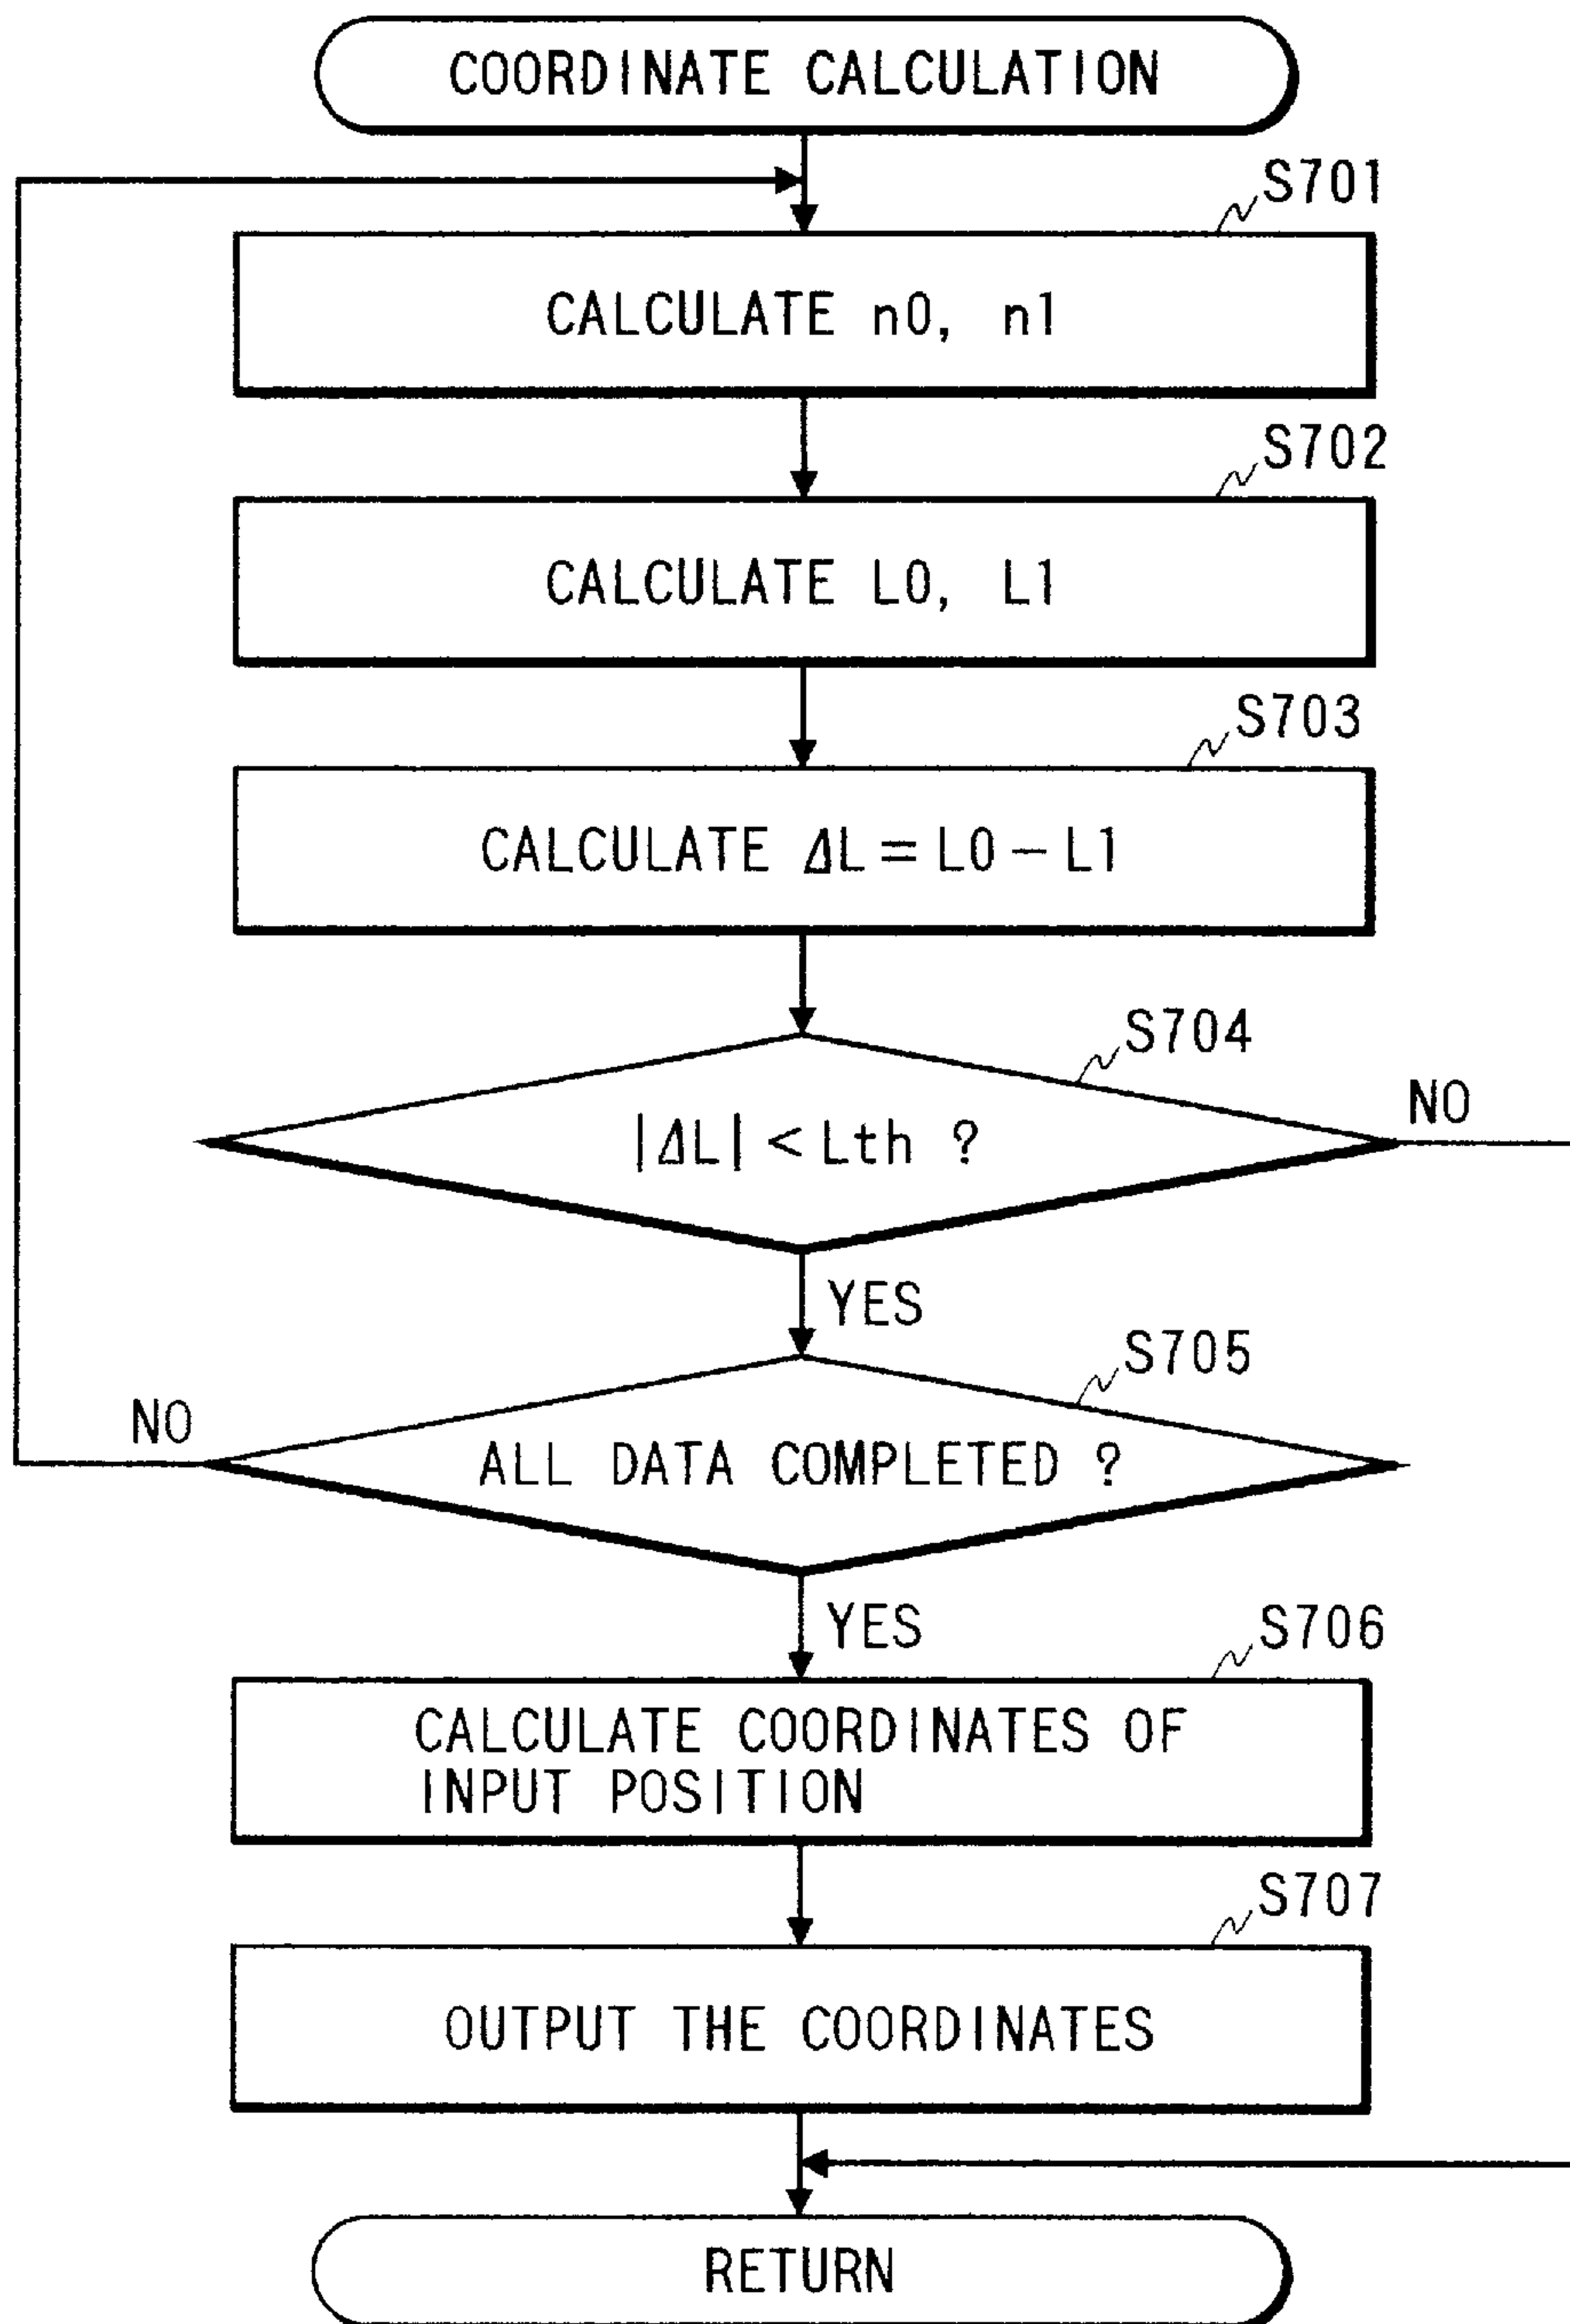 COORDINATE CALCULATION
S701
CALCULATE n0, n1
S702
CALCULATE L0, L1
S703
CALCULATE ΔL = L0 − L1
S704
|ΔL| < Lth ?
NO
YES
S705
NO
ALL DATA COMPLETED ?
YES
S706
CALCULATE COORDINATES OF
INPUT POSITION
S707
OUTPUT THE COORDINATES
RETURN